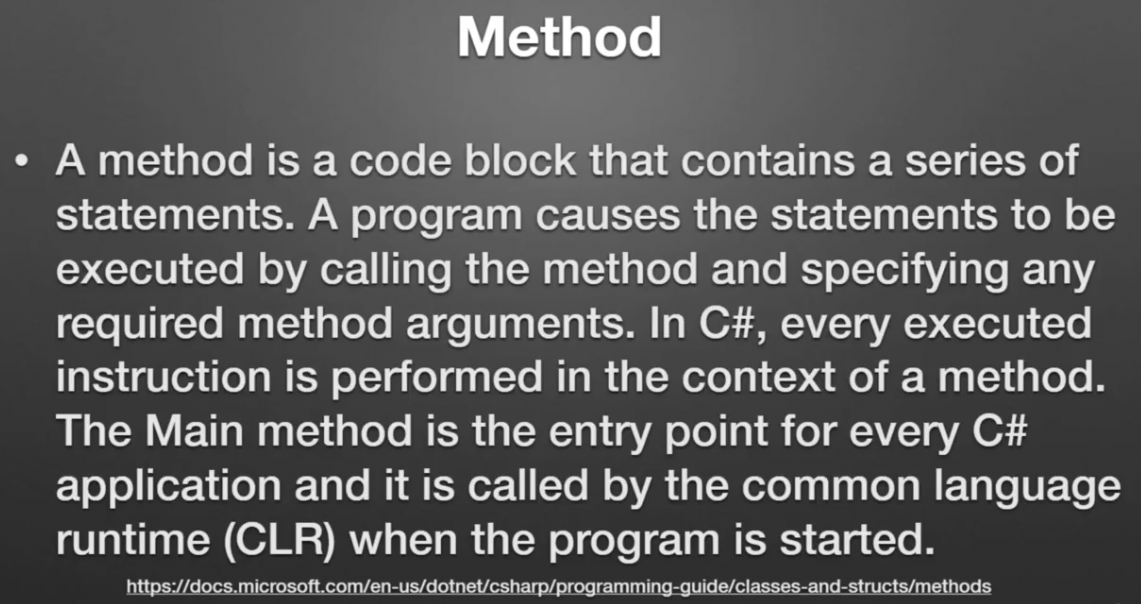 Method
• A method is a code block that contains a series of
statements. A program causes the statements to be
executed by calling the method and specifying any
required method arguments. In C#, every executed
instruction is performed in the context of a method.
The Main method is the entry point for every C#
application and it is called by the common language
runtime (CLR) when the program is started.
https://docs.microsoft.com/en-us/dotnet/csharp/programming-guide/classes-and-structs/methods